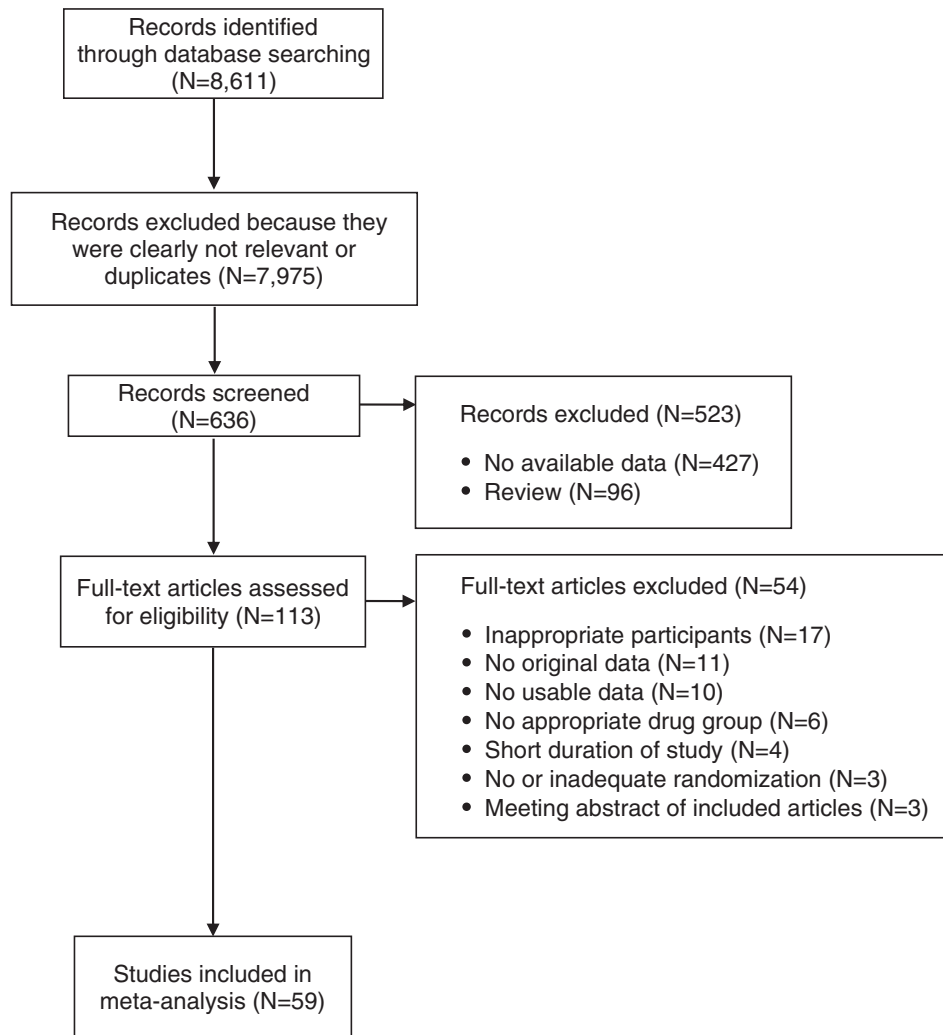 Records identified
through database searching
(N=8,611)
Records excluded because they
were clearly not relevant or
duplicates (N=7,975)
Records screened
(N=636)
Records excluded (N=523)
• No available data (N=427)
• Review (N=96)
Full-text articles assessed
for eligibility (N=113)
Full-text articles excluded (N=54)
• Inappropriate participants (N=17)
• No original data (N=11)
• No usable data (N=10)
• No appropriate drug group (N=6)
• Short duration of study (N=4)
• No or inadequate randomization (N=3)
• Meeting abstract of included articles (N=3)
Studies included in
meta-analysis (N=59)